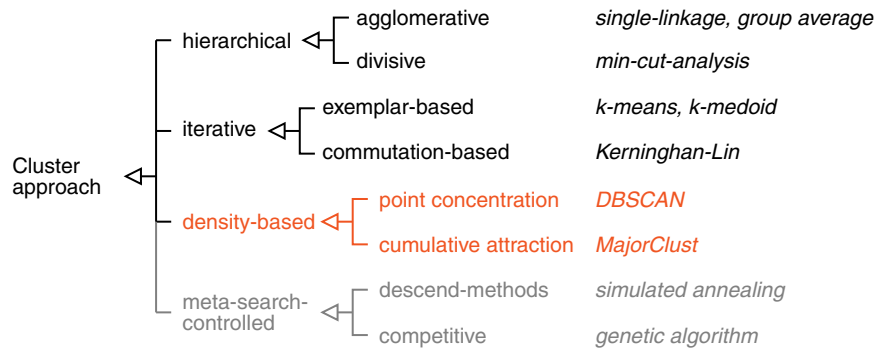 agglomerative single-linkage, group average
hierarchical
divisive min-cut-analysis
exemplar-based k-means, k-medoid
iterative
commutation-based Kerninghan-Lin
Cluster
approach
point concentration DBSCAN
density-based
cumulative attraction MajorClust
descend-methods simulated annealing
meta-search-
controlled
competitive genetic algorithm